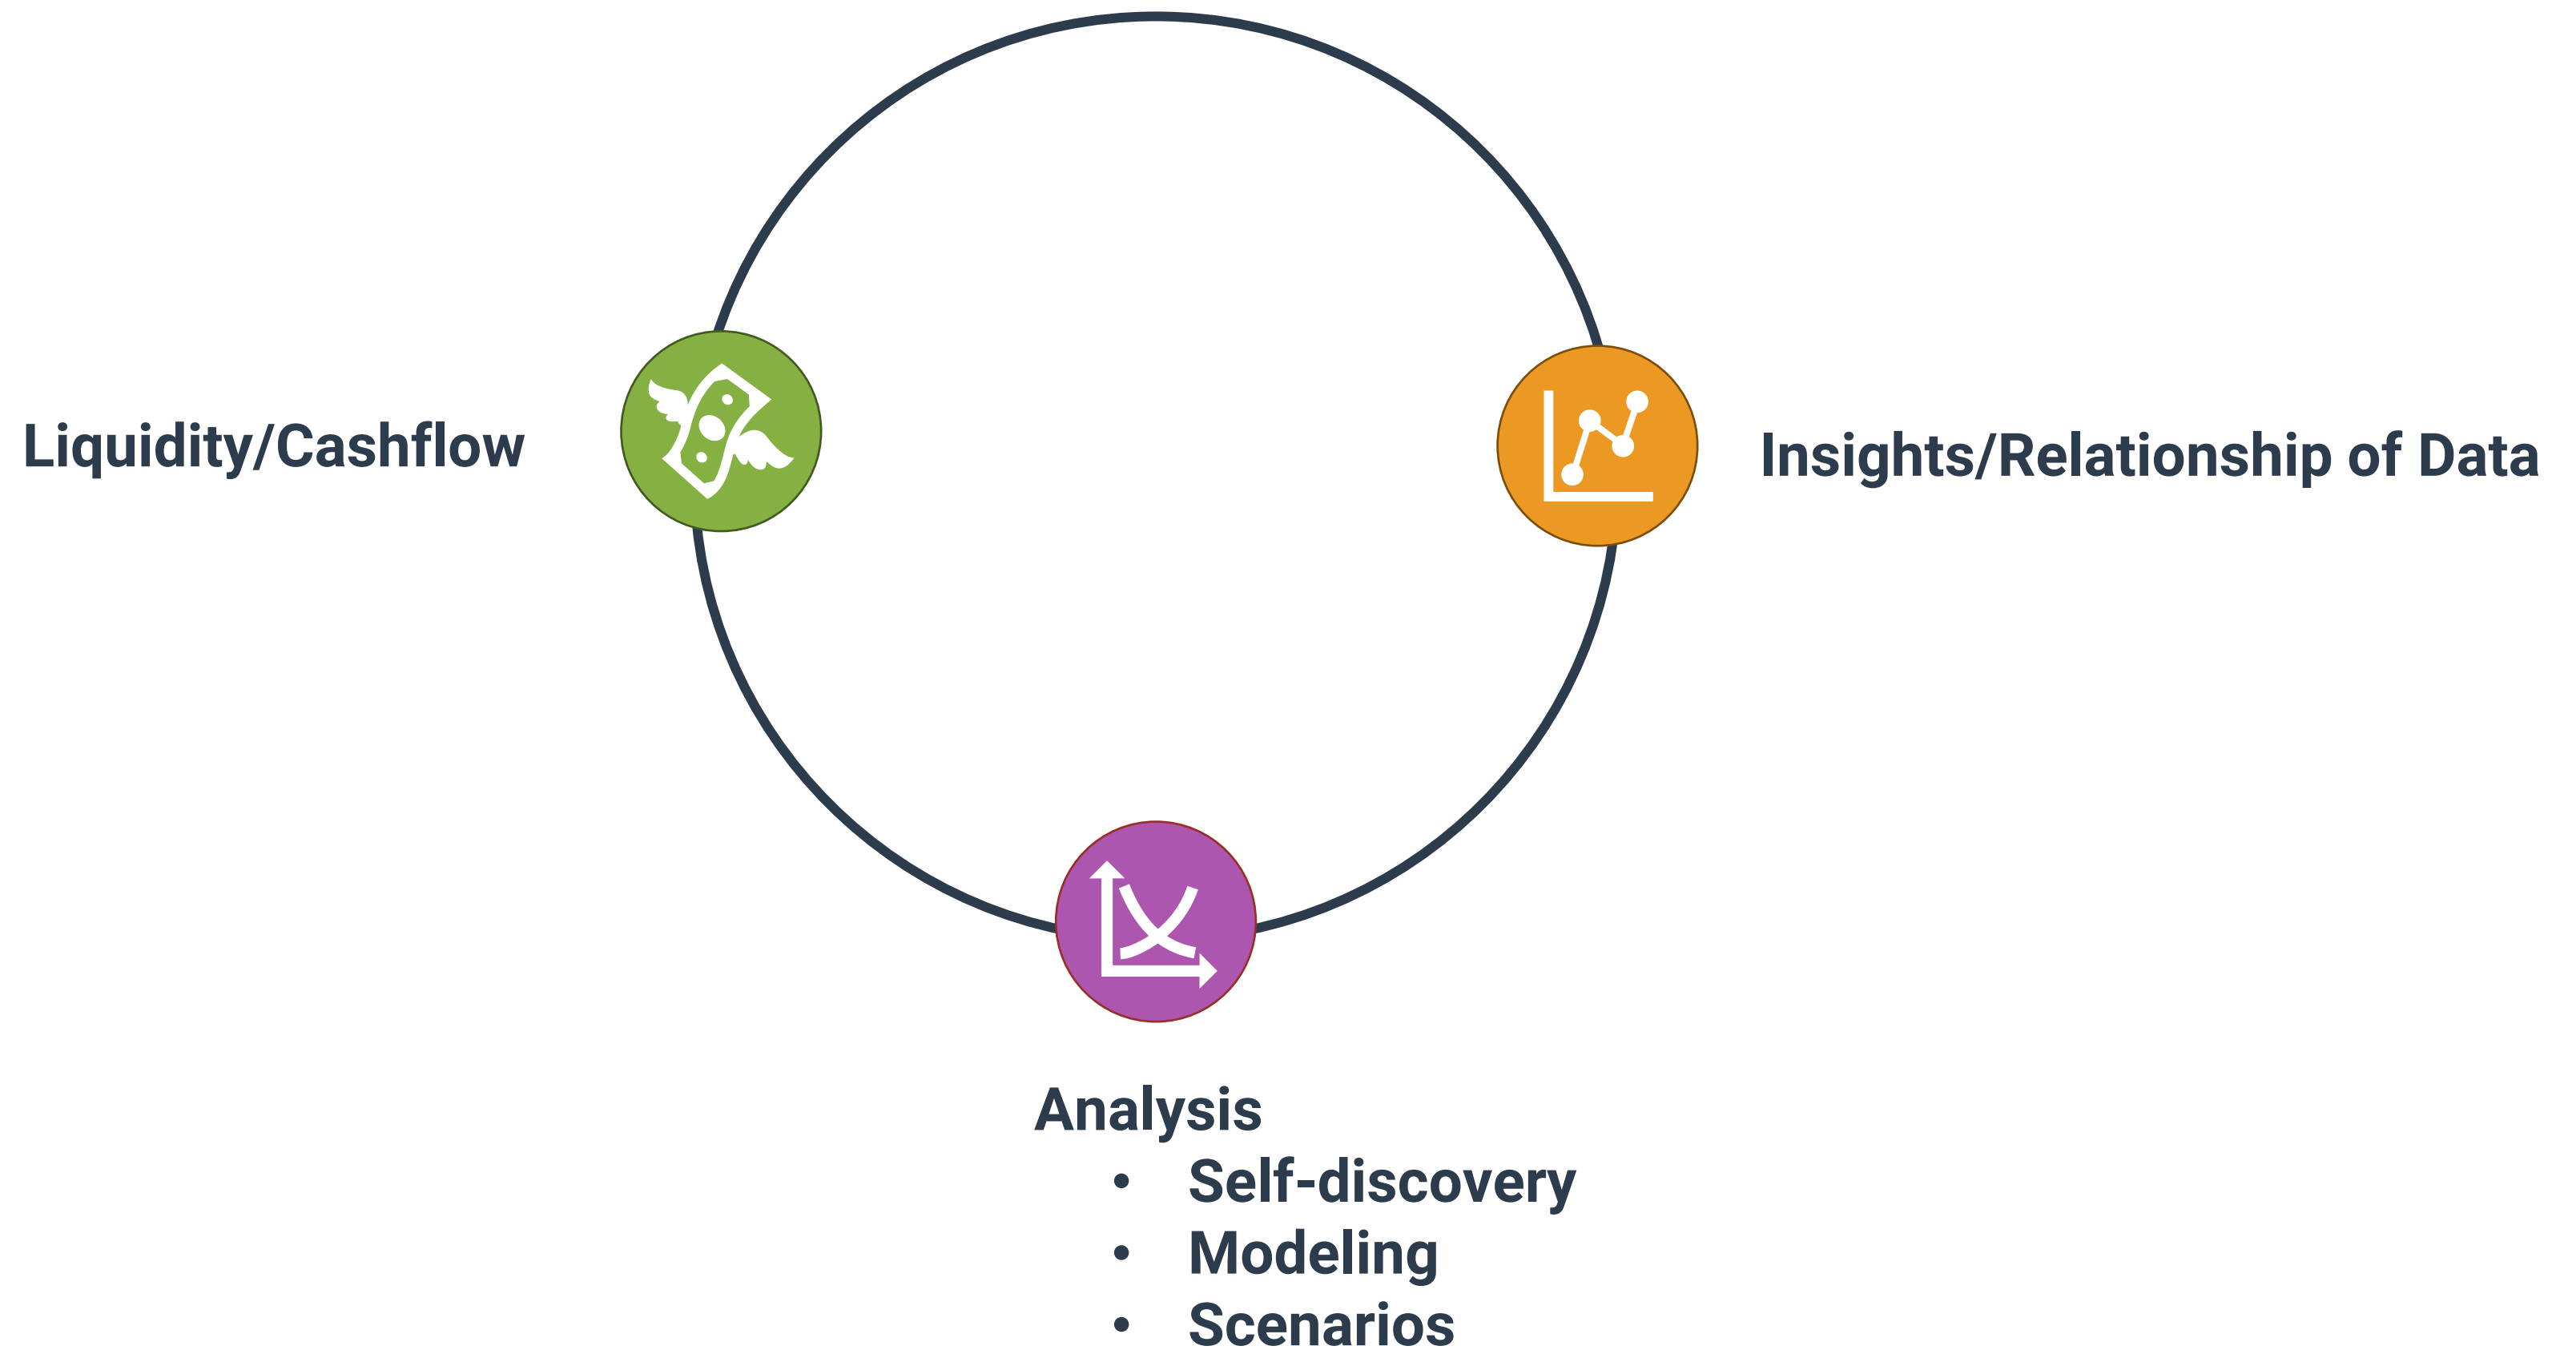 Liquidity/Cashflow
Insights/Relationship of Data
Analysis
• Self-discovery
• Modeling
• Scenarios